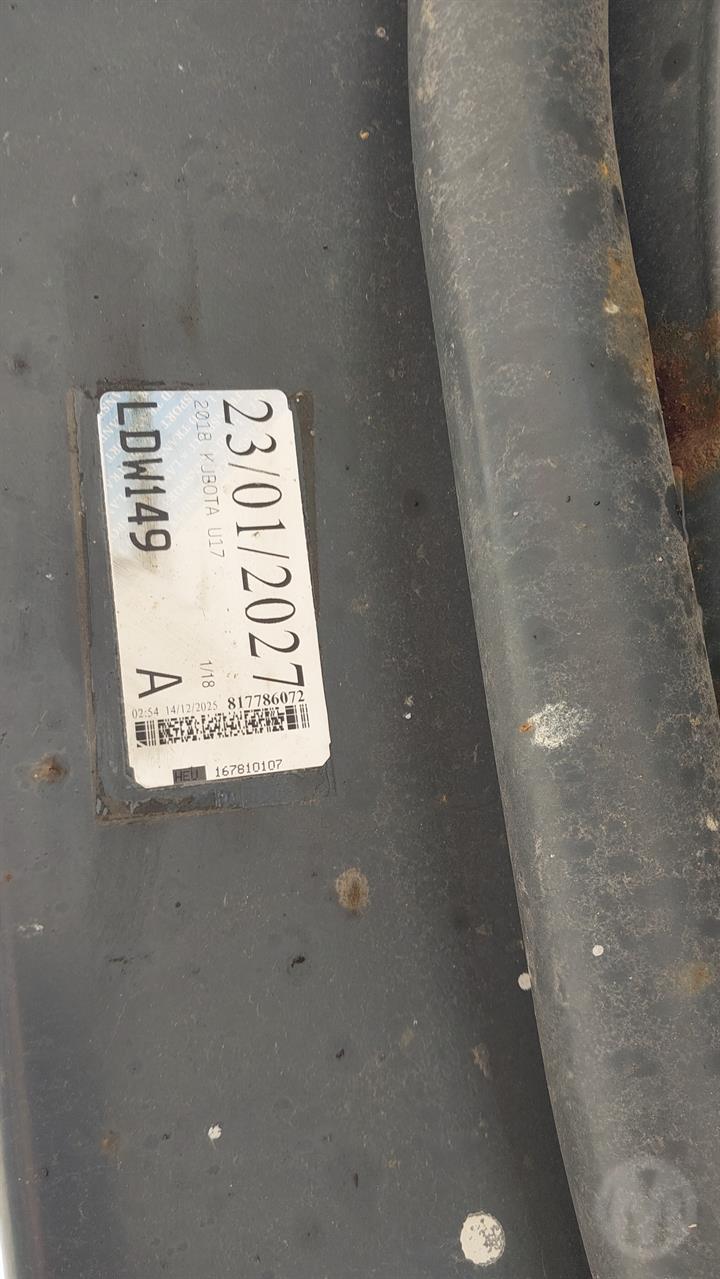 23/01/2027
2018 KUBOTA U17
1/18
LDW149
A
817786072
02:54 14/12/2025
HEU 167810107